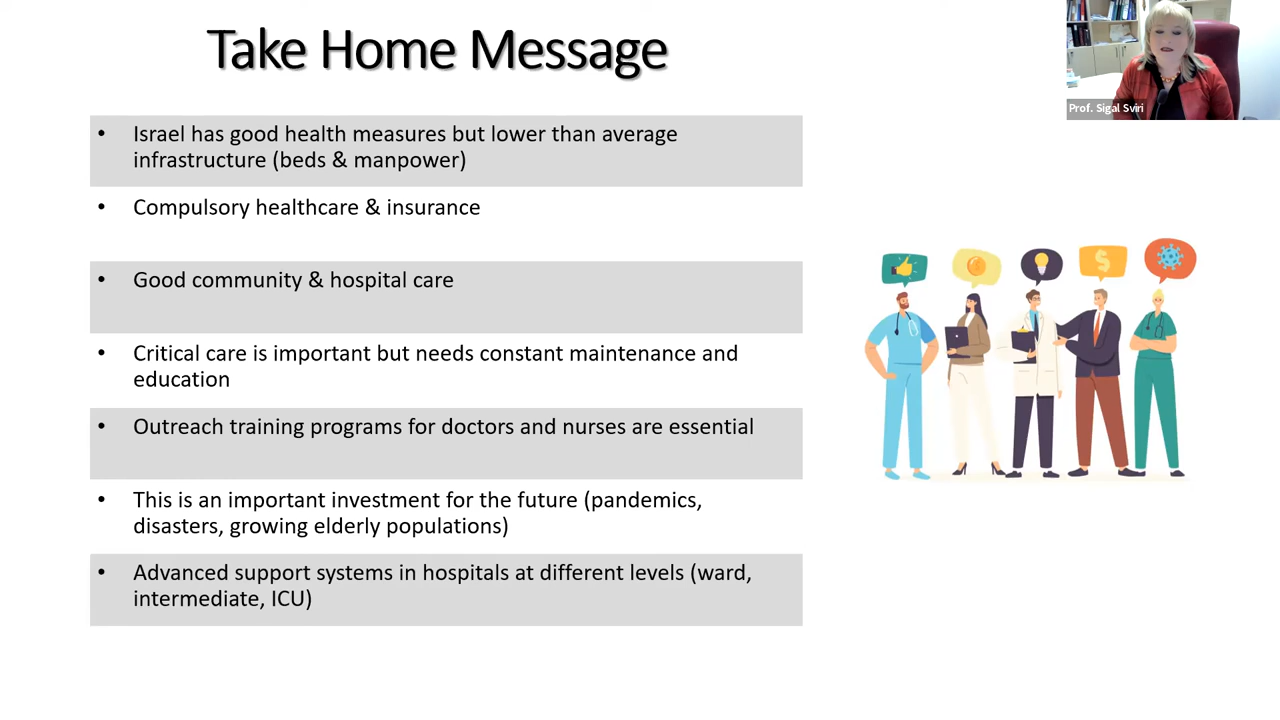 Take Home Message
Prof. Sigal Sviri
• Israel has good health measures but lower than average
infrastructure (beds & manpower)
• Compulsory healthcare & insurance
• Good community & hospital care
• Critical care is important but needs constant maintenance and
education
• Outreach training programs for doctors and nurses are essential
• This is an important investment for the future (pandemics,
disasters, growing elderly populations)
• Advanced support systems in hospitals at different levels (ward,
intermediate, ICU)
$